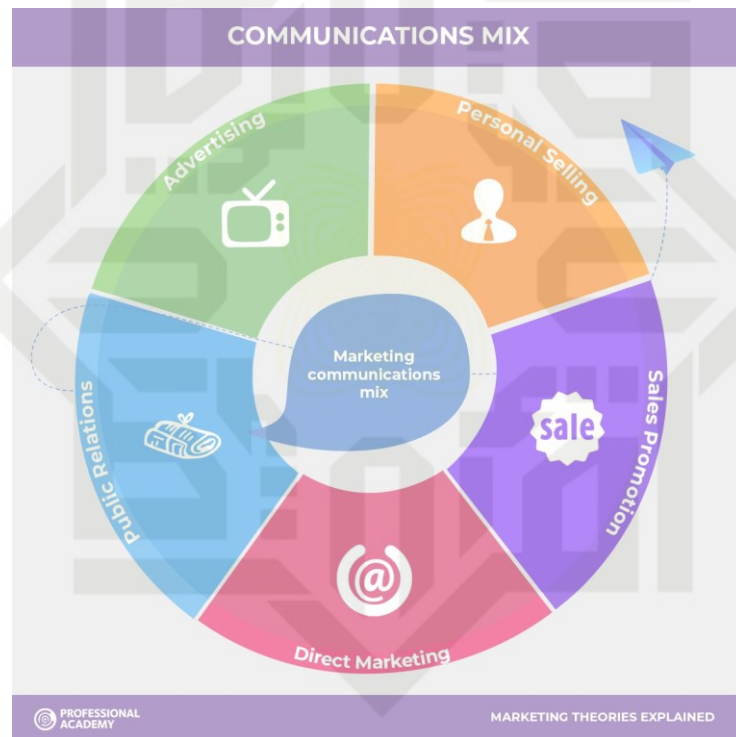 COMMUNICATIONS MIX
Advertising
Personal Selling
Marketing
communications
mix
sale
Public Relations
Sales Promotion
@
Direct Marketing
PROFESSIONAL
ACADEMY
MARKETING THEORIES EXPLAINED